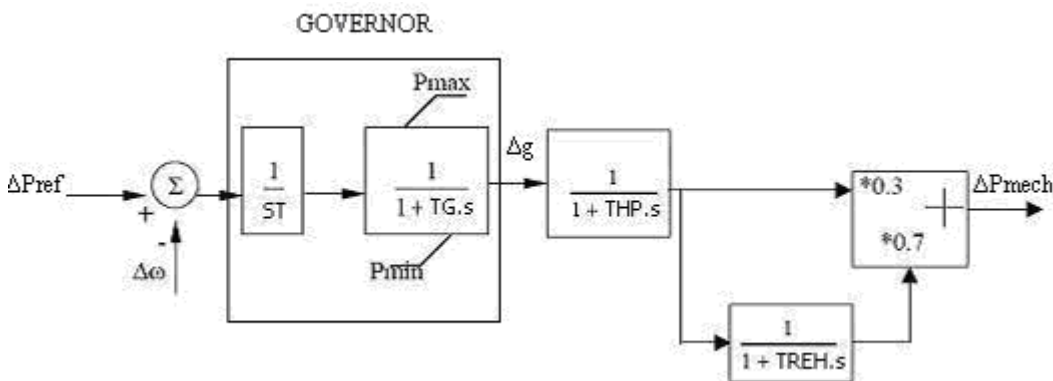 GOVERNOR
Pmax
ΔPref
+
Σ
-
Δω
1
ST
1
1 + TG.s
Pmin
Δg
1
1 + THP.s
*0.3
+
*0.7
ΔPmech
1
1 + TREH.s